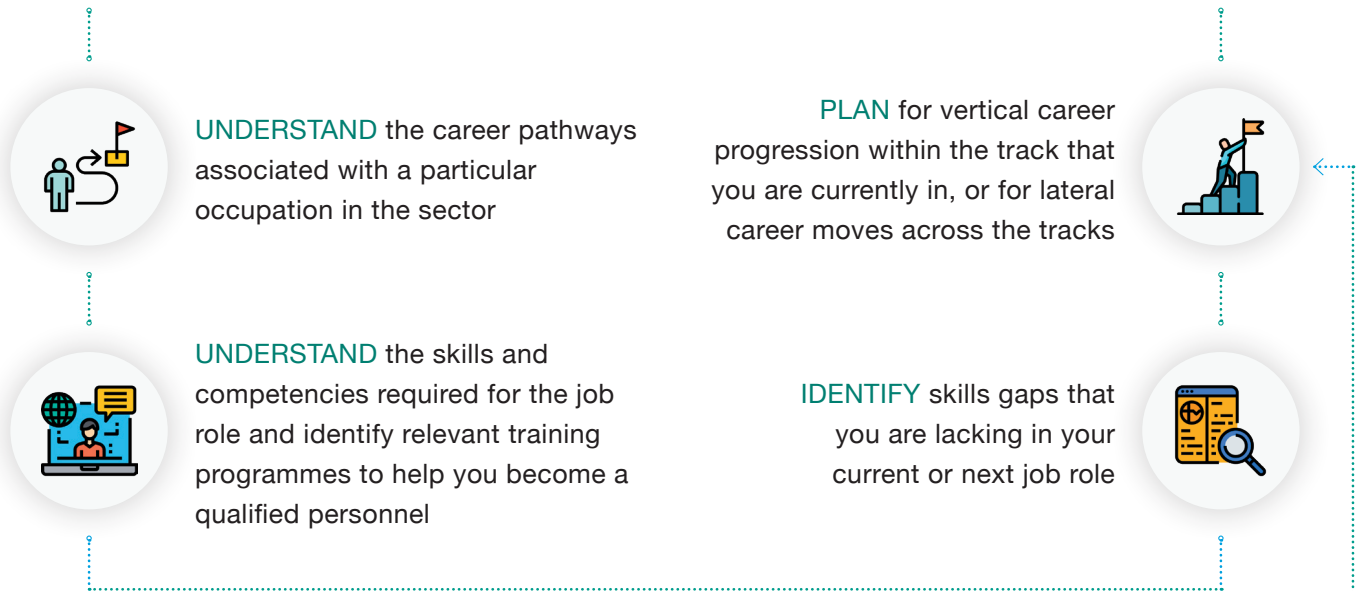 UNDERSTAND the career pathways
associated with a particular
occupation in the sector
UNDERSTAND the skills and
competencies required for the job
role and identify relevant training
programmes to help you become a
qualified personnel
PLAN for vertical career
progression within the track that
you are currently in, or for lateral
career moves across the tracks
IDENTIFY skills gaps that
you are lacking in your
current or next job role